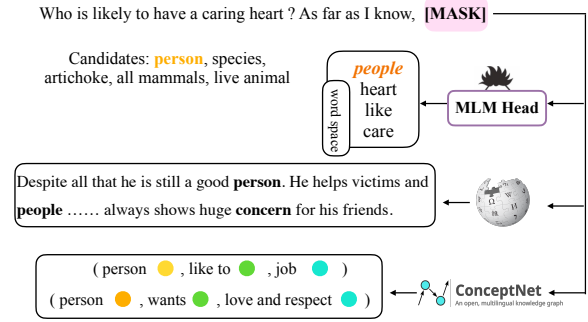 Who is likely to have a caring heart ? As far as I know, [MASK]
Candidates: person, species,
artichoke, all mammals, live animal
word space
people
heart
like
care
MLM Head
Despite all that he is still a good person. He helps victims and
people …… always shows huge concern for his friends.
Ω W
( person , like to , job )
( person , wants , love and respect )
ConceptNet
An open, multilingual knowledge graph